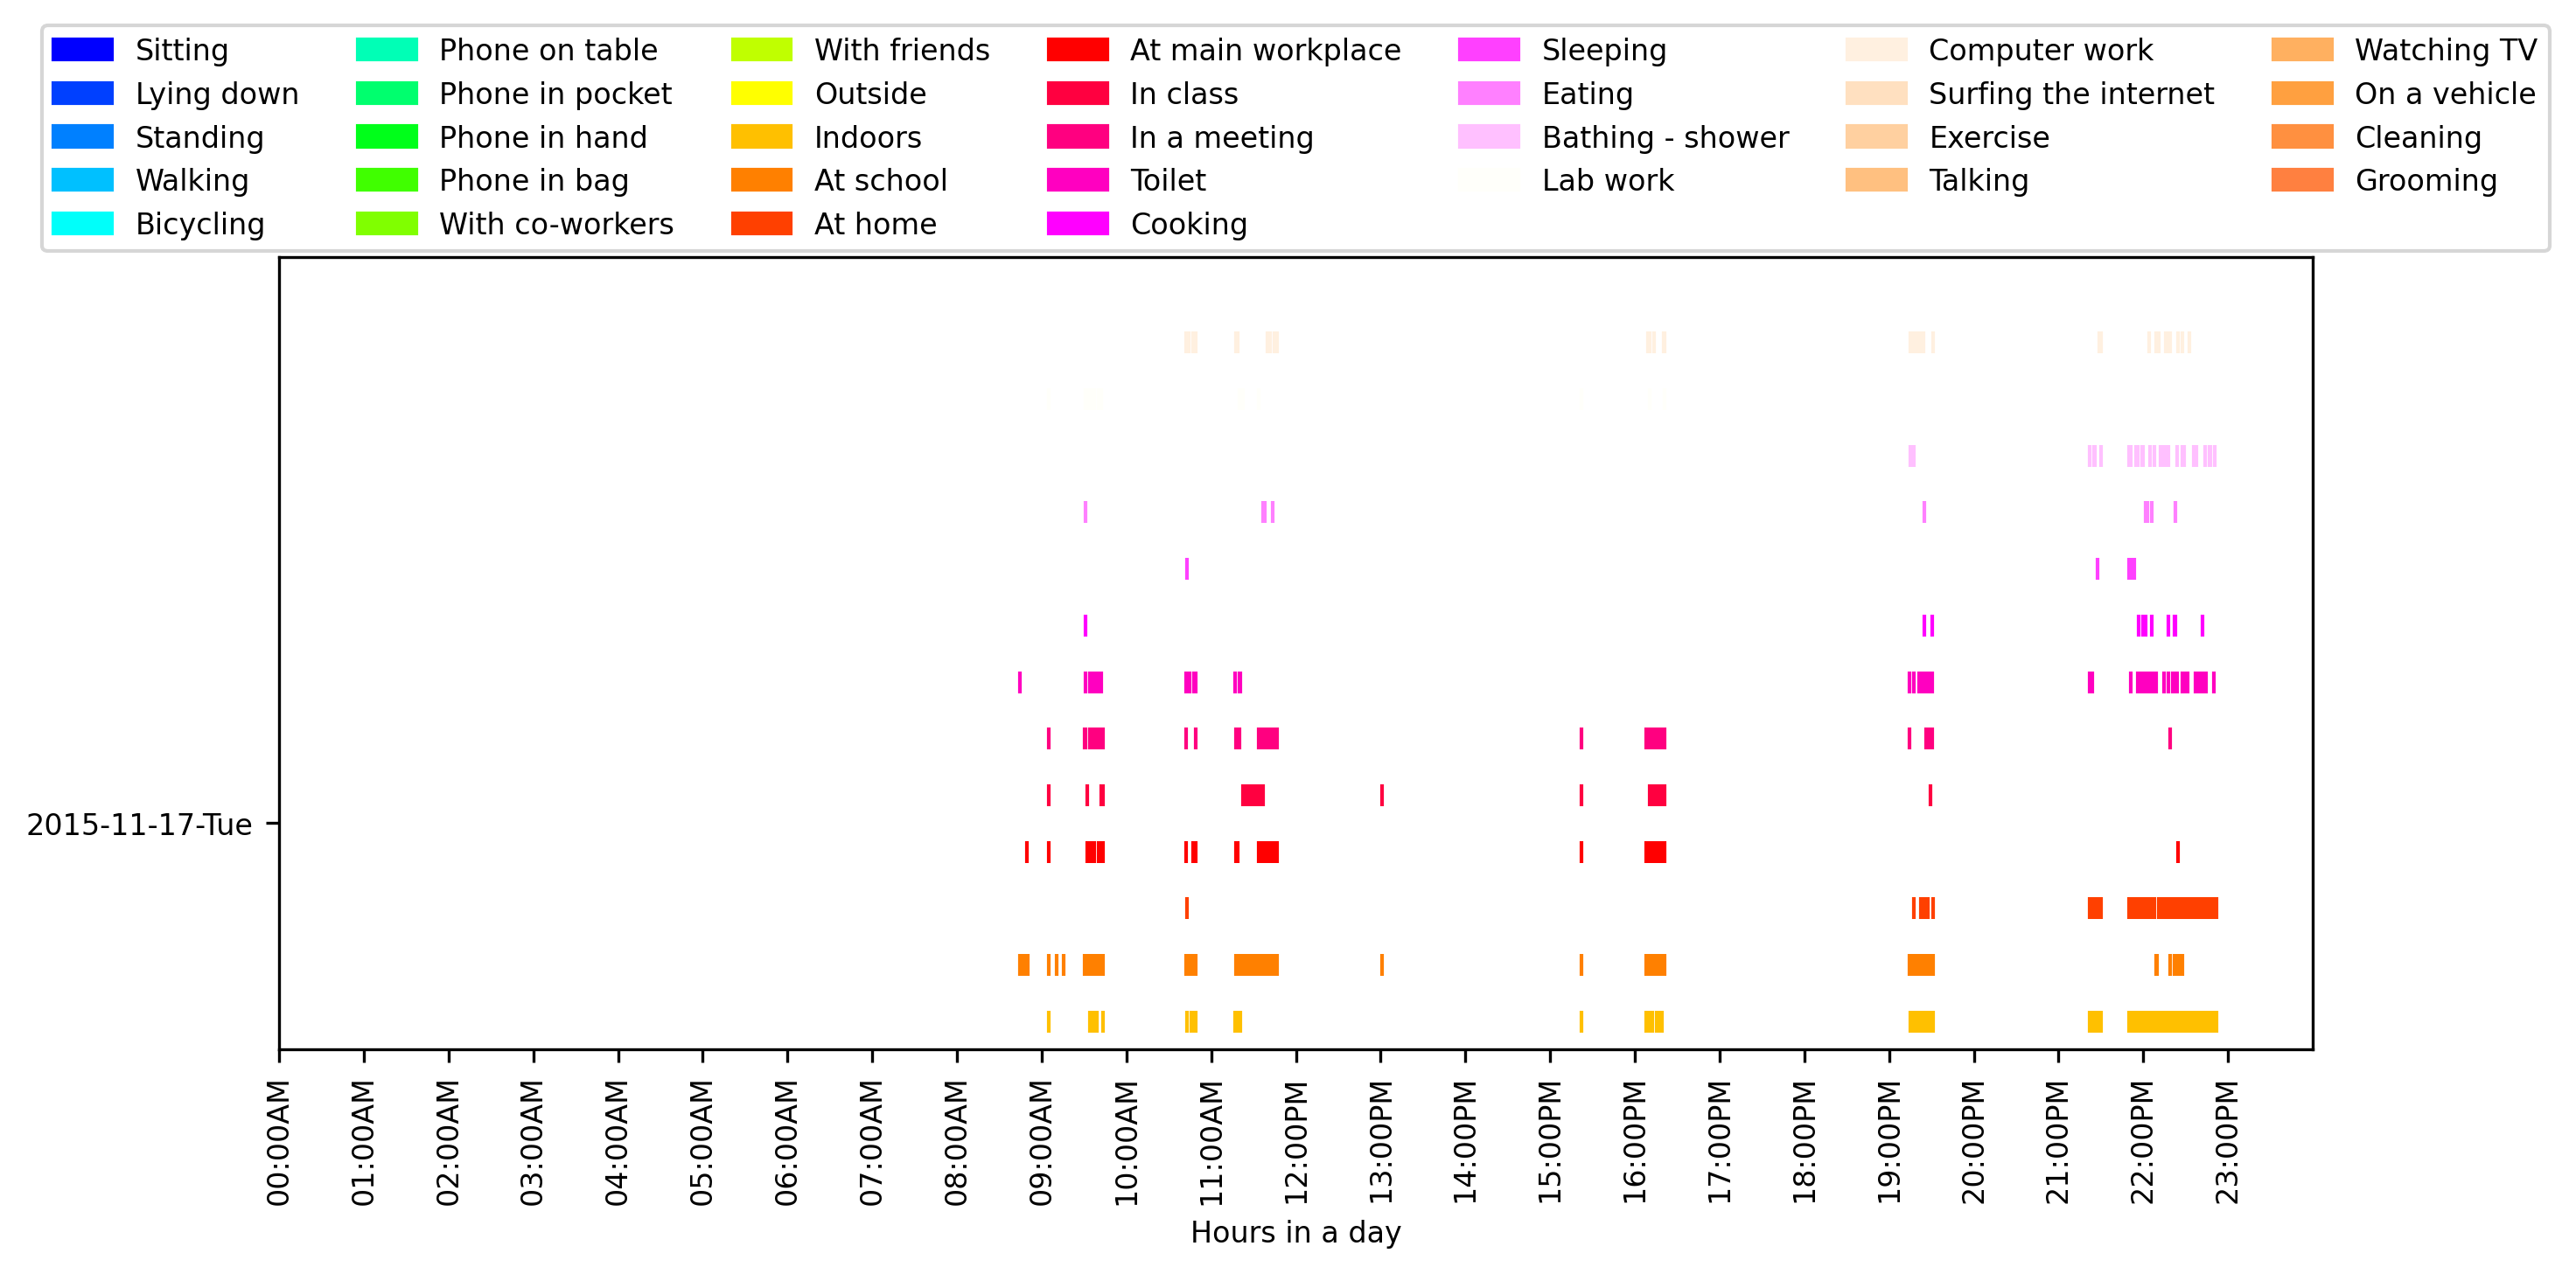 Sitting
Lying down
Standing
Walking
Bicycling
Phone on table
Phone in pocket
Phone in hand
Phone in bag
With co-workers
With friends
Outside
Indoors
At school
At home
At main workplace
In class
In a meeting
Toilet
Cooking
Sleeping
Eating
Bathing - shower
Lab work
Computer work
Surfing the internet
Exercise
Talking
Watching TV
On a vehicle
Cleaning
Grooming
2015-11-17-Tue
00:00AM
01:00AM
02:00AM
03:00AM
04:00AM
05:00AM
06:00AM
07:00AM
08:00AM
09:00AM
10:00AM
11:00AM
12:00PM
13:00PM
14:00PM
15:00PM
16:00PM
17:00PM
18:00PM
19:00PM
20:00PM
21:00PM
22:00PM
23:00PM
Hours in a day